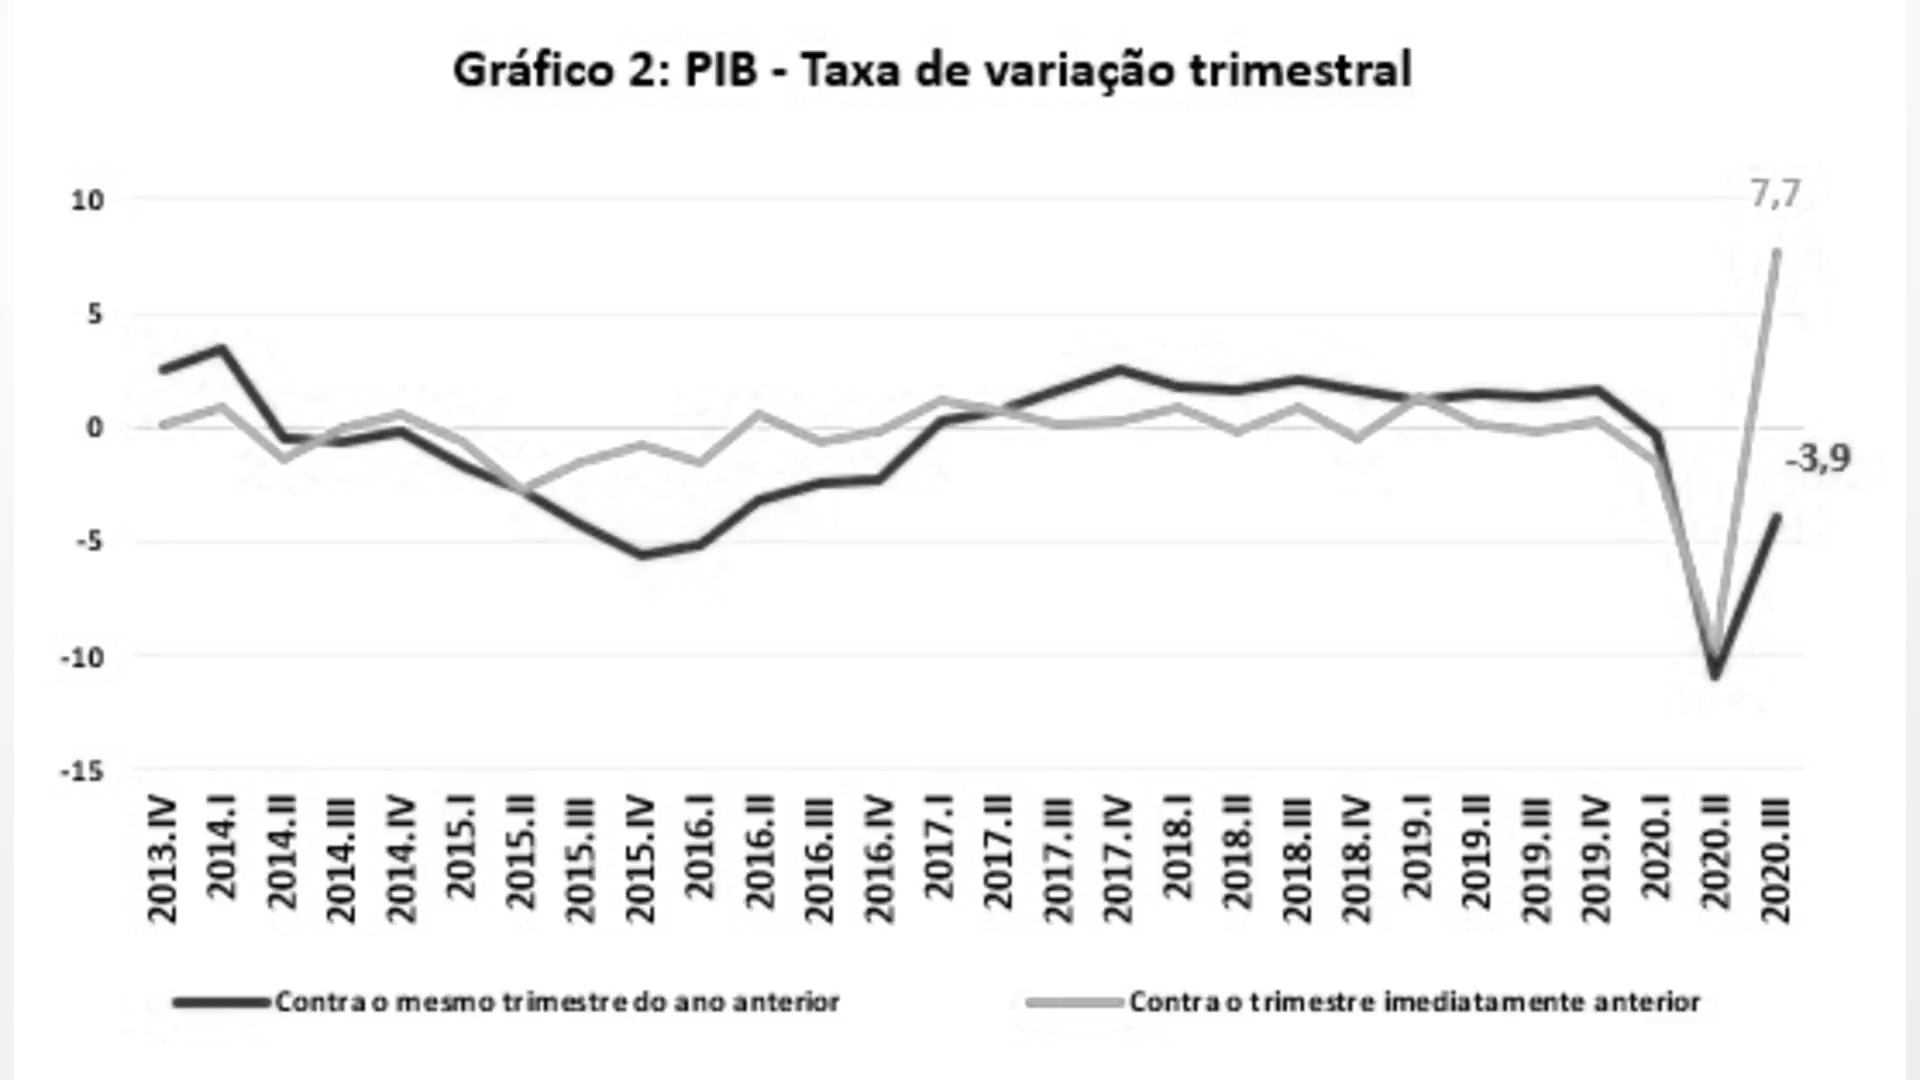 Gráfico 2: PIB - Taxa de variação trimestral
10
5
0
-5
-10
-15
7,7
-3,9
2013.IV
2014.I
2014.II
2014.III
2014.IV
2015.I
2015.II
2015.III
2015.IV
2016.I
2016.II
2016.III
2016.IV
2017.I
2017.II
2017.III
2017.IV
2018.I
2018.II
2018.III
2018.IV
2019.I
2019.II
2019.III
2019.IV
2020.I
2020.II
2020.III
Contra o mesmo trimestre do ano anterior
Contra o trimestre imediatamente anterior